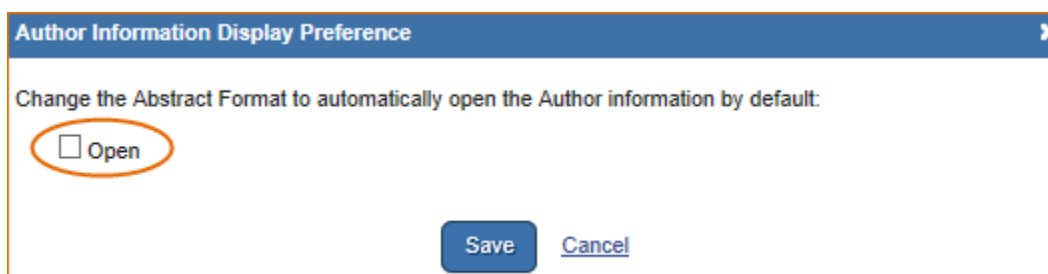 Author Information Display Preference
Change the Abstract Format to automatically open the Author information by default:
Open
Save Cancel